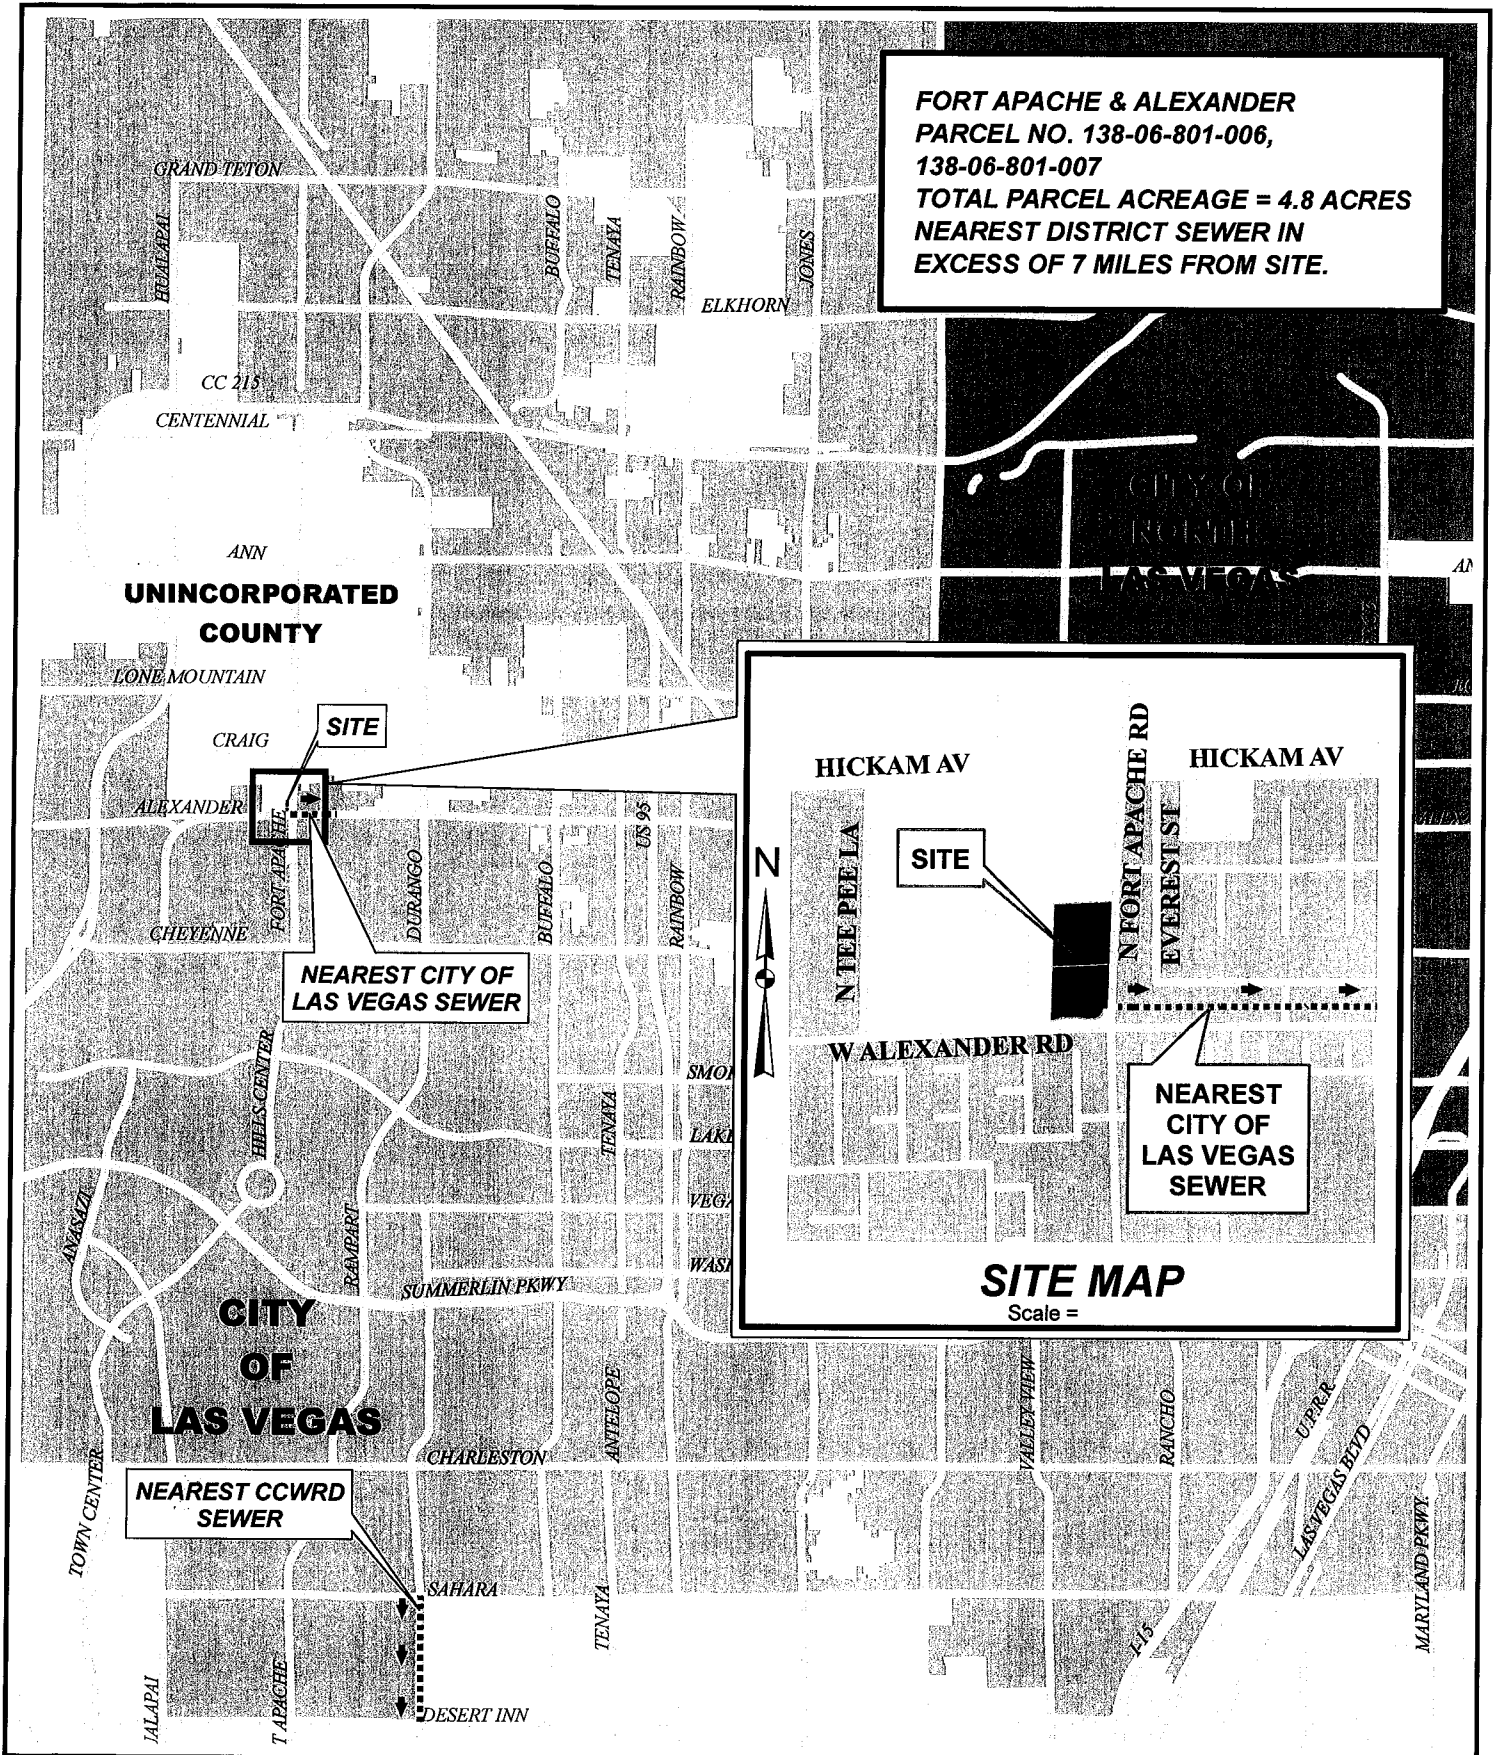 FORT APACHE & ALEXANDER
PARCEL NO. 138-06-801-006,
138-06-801-007
TOTAL PARCEL ACREAGE = 4.8 ACRES
NEAREST DISTRICT SEWER IN
EXCESS OF 7 MILES FROM SITE.
GRAND TETON
HUALAPAI
BUFFALO
TENAYA
RAINBOW
JONES
ELKHORN
CC 215
CENTENNIAL
CITY OF
NORTH
LAS VEGAS
ANN
AN
UNINCORPORATED
COUNTY
LONE MOUNTAIN
CRAIG
SITE
ALEXANDER
FORT APACHE
US 95
DURANGO
BUFFALO
RAINBOW
CHEYENNE
NEAREST CITY OF
LAS VEGAS SEWER
HILLS CENTER
SMO
TENAYA
LAKE
ANASAZI
RAMPART
VEGA
WASH
SUMMERLIN PKWY
HICKAM AV
HICKAM AV
N FORT APACHE RD
EVEREST ST
N TEE PEE LA
SITE
N
W ALEXANDER RD
NEAREST
CITY OF
LAS VEGAS
SEWER
SITE MAP
Scale =
CITY
OF
LAS VEGAS
ANTELOPE
VALLEY VIEW
RANCHO
U.P.R.R.
LAS VEGAS BLVD
CHARLESTON
TOWN CENTER
NEAREST CCWRD
SEWER
SAHARA
TENAYA
MARYLAND PKWY
I-15
JALAPAI
T APACHE
DESERT INN